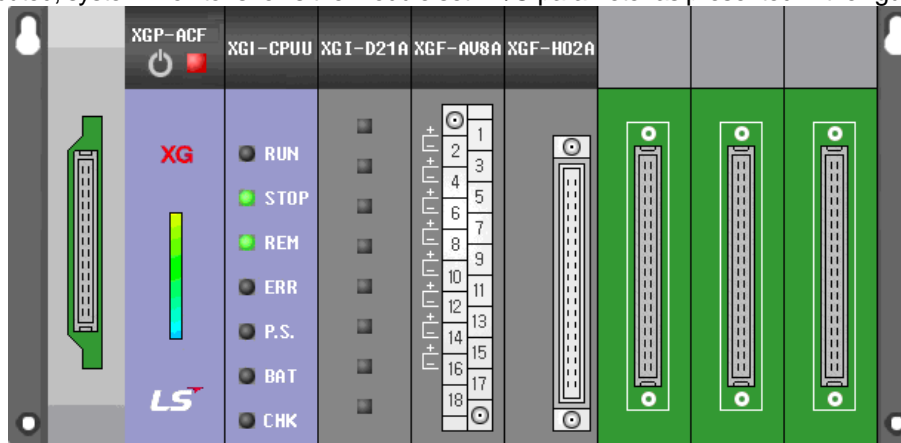 XGP-ACF
XGI-CPUU
XGI-D21A
XGF-AV8A
XGF-HO2A
XG
RUN
STOP
REM
ERR
P.S.
BAT
CHK
LS
1
2
3
4
5
6
7
8
9
10
11
12
13
14
15
16
17
18